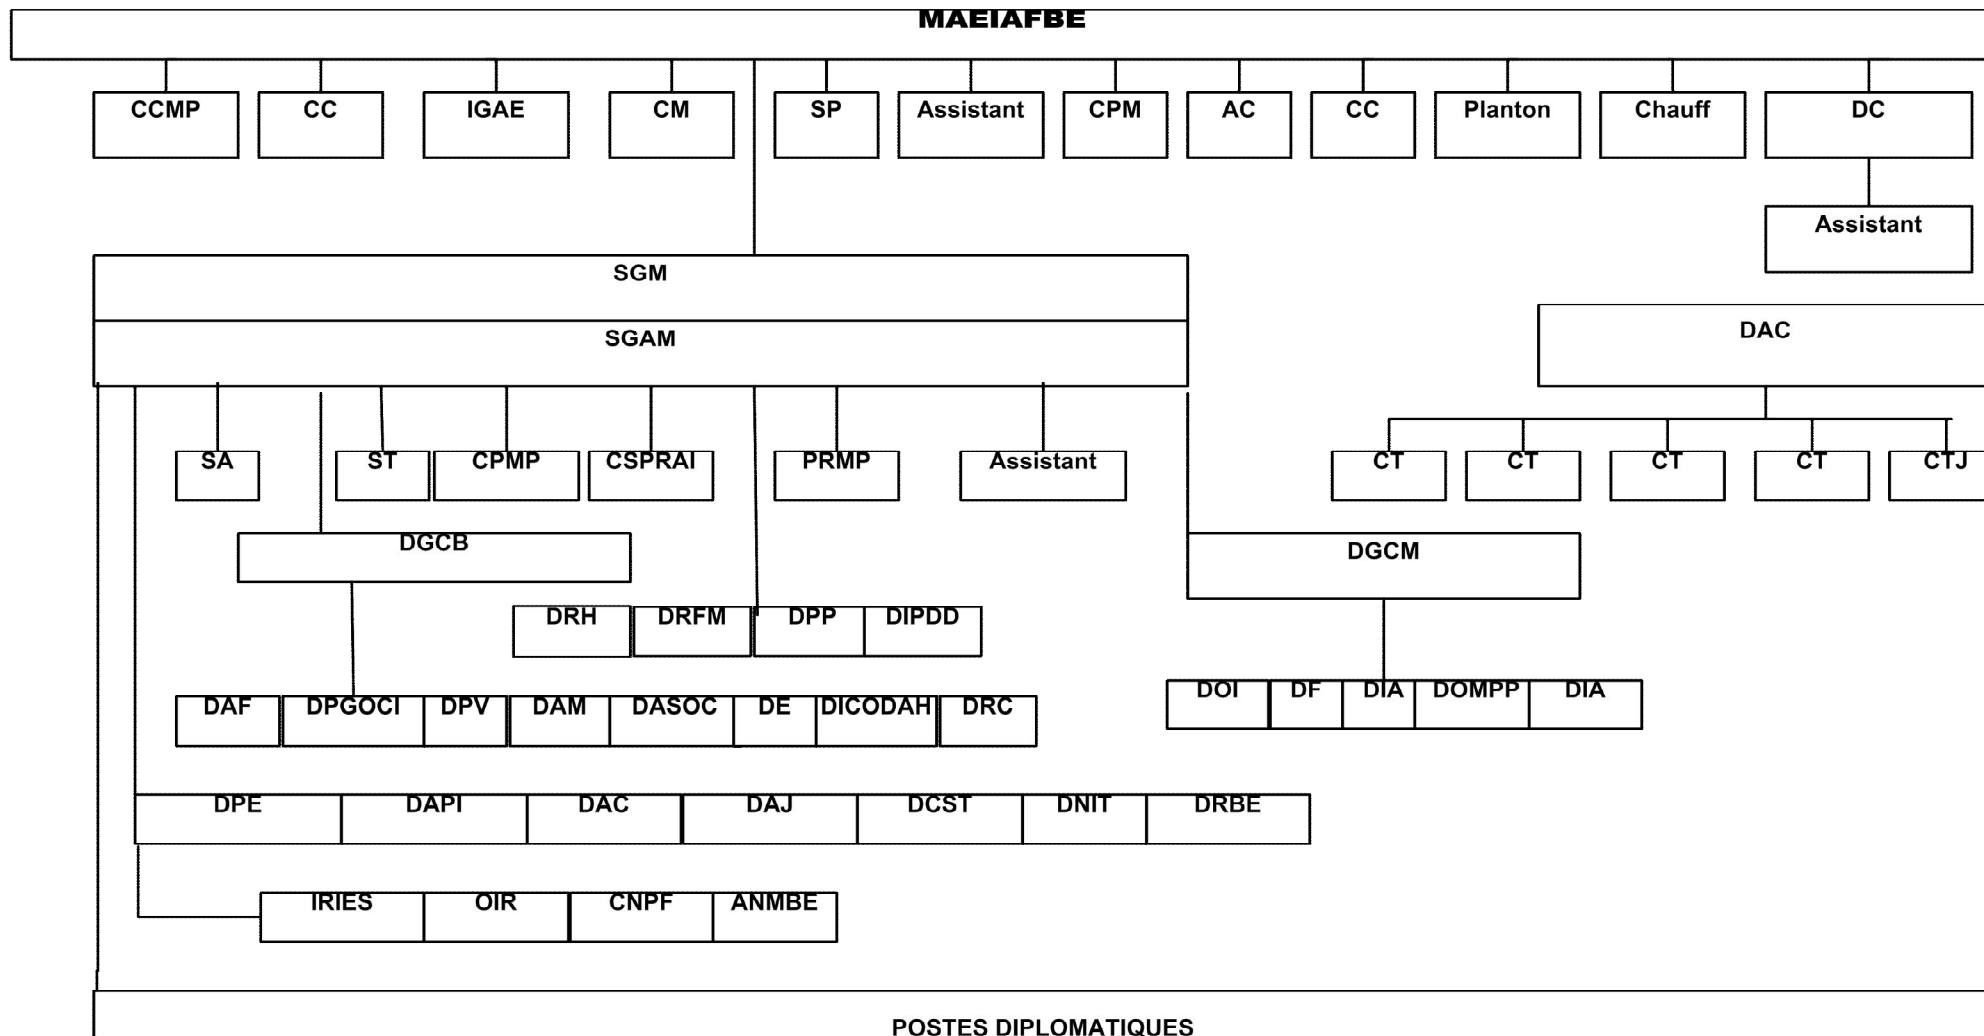 MAEIAFBE
CCMP CC IGAE CM SP Assistant CPM AC CC Planton Chauff DC
Assistant
SGM
SGAM
DAC
SA ST CPMP CSPRAI PRMP Assistant CT CT CT CT CTJ
DGCB
DGCM
DRH DRFM DPP DIPDD
DAF DPGOCI DPV DAM DASOC DE DICODAH DRC
DOI DF DIA DOMPP DIA
DPE DAPI DAC DAJ DCST DNIT DRBE
IRIES OIR CNPF ANMBE
POSTES DIPLOMATIQUES